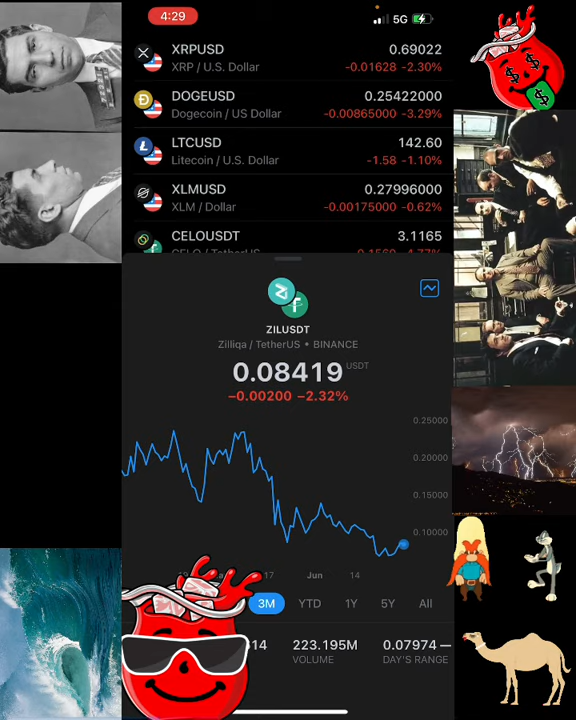 4:29
5G
XRPUSD 0.69022
XRP / U.S. Dollar -0.01628 -2.30%
DOGEUSD 0.25422000
Dogecoin / US Dollar -0.00865000 -3.29%
LTCUSD 142.60
Litecoin / U.S. Dollar -1.58 -1.10%
XLMUSD 0.27996000
XLM / Dollar -0.00175000 -0.62%
CELOUSDT 3.1165
ZILUSDT
Zilliqa / TetherUS • BINANCE
0.08419 USDT
−0.00200 −2.32%
0.25000
0.20000
0.15000
0.10000
17 Jun 14
3M YTD 1Y 5Y All
314 223.195M 0.07974 —
VOLUME DAY'S RANGE